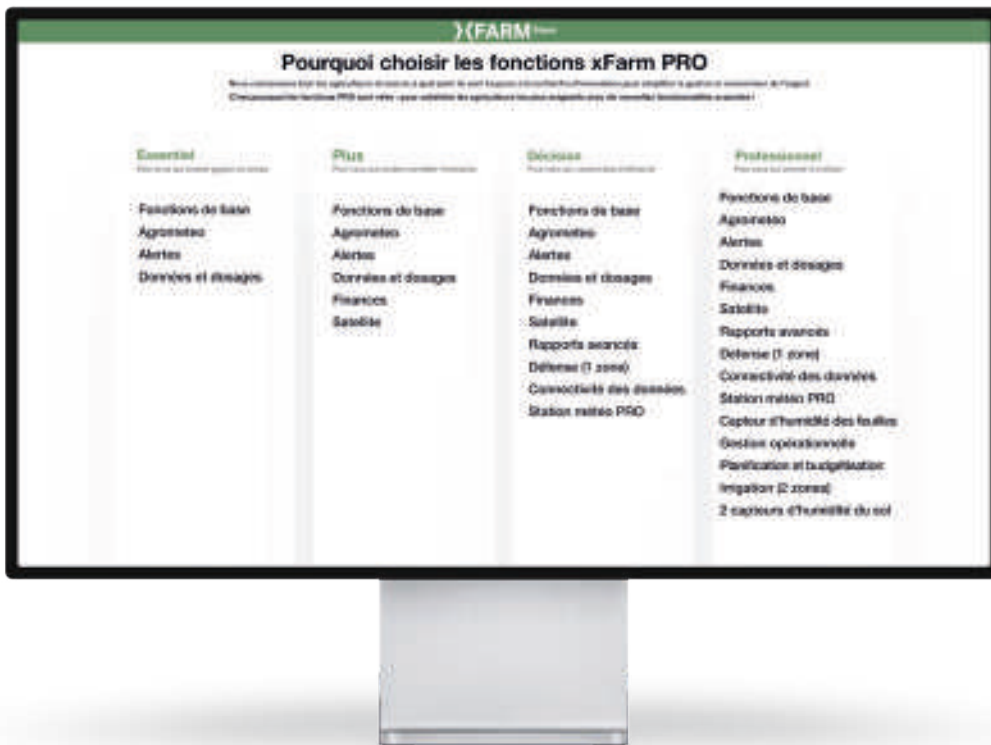 XFARM
Pourquoi choisir les fonctions xFarm PRO
Essentiel
Fonctions de base
Agrometeo
Alertes
Données et dosages
Plus
Fonctions de base
Agrometeo
Alertes
Données et dosages
Finances
Satellite
Décision
Fonctions de base
Agrometeo
Alertes
Données et dosages
Finances
Satellite
Rapports avancés
Défense (1 zone)
Connectivité des données
Station météo PRO
Professionnel
Fonctions de base
Agrometeo
Alertes
Données et dosages
Finances
Satellite
Rapports avancés
Défense (1 zone)
Connectivité des données
Station météo PRO
Capteur d'humidité des feuilles
Gestion opérationnelle
Planification et budgétisation
Irrigation (2 zones)
2 capteurs d'humidité du sol